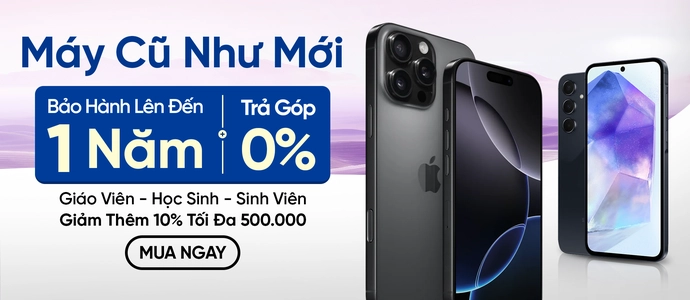 Máy Cũ Như Mới
Bảo Hành Lên Đến
1 Năm
+
Trả Góp
0%
Giáo Viên - Học Sinh - Sinh Viên
Giảm Thêm 10% Tối Đa 500.000
MUA NGAY